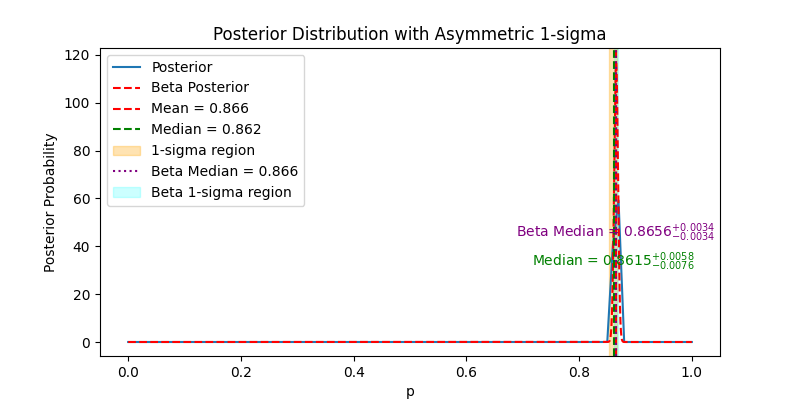 Posterior Distribution with Asymmetric 1-sigma
120
100
80
60
40
20
0
Posterior Probability
Posterior
Beta Posterior
Mean = 0.866
Median = 0.862
1-sigma region
Beta Median = 0.866
Beta 1-sigma region
Beta Median = 0.8656 +0.0034 −0.0034
Median = 0.8615 +0.0058 −0.0076
0.0 0.2 0.4 0.6 0.8 1.0
p